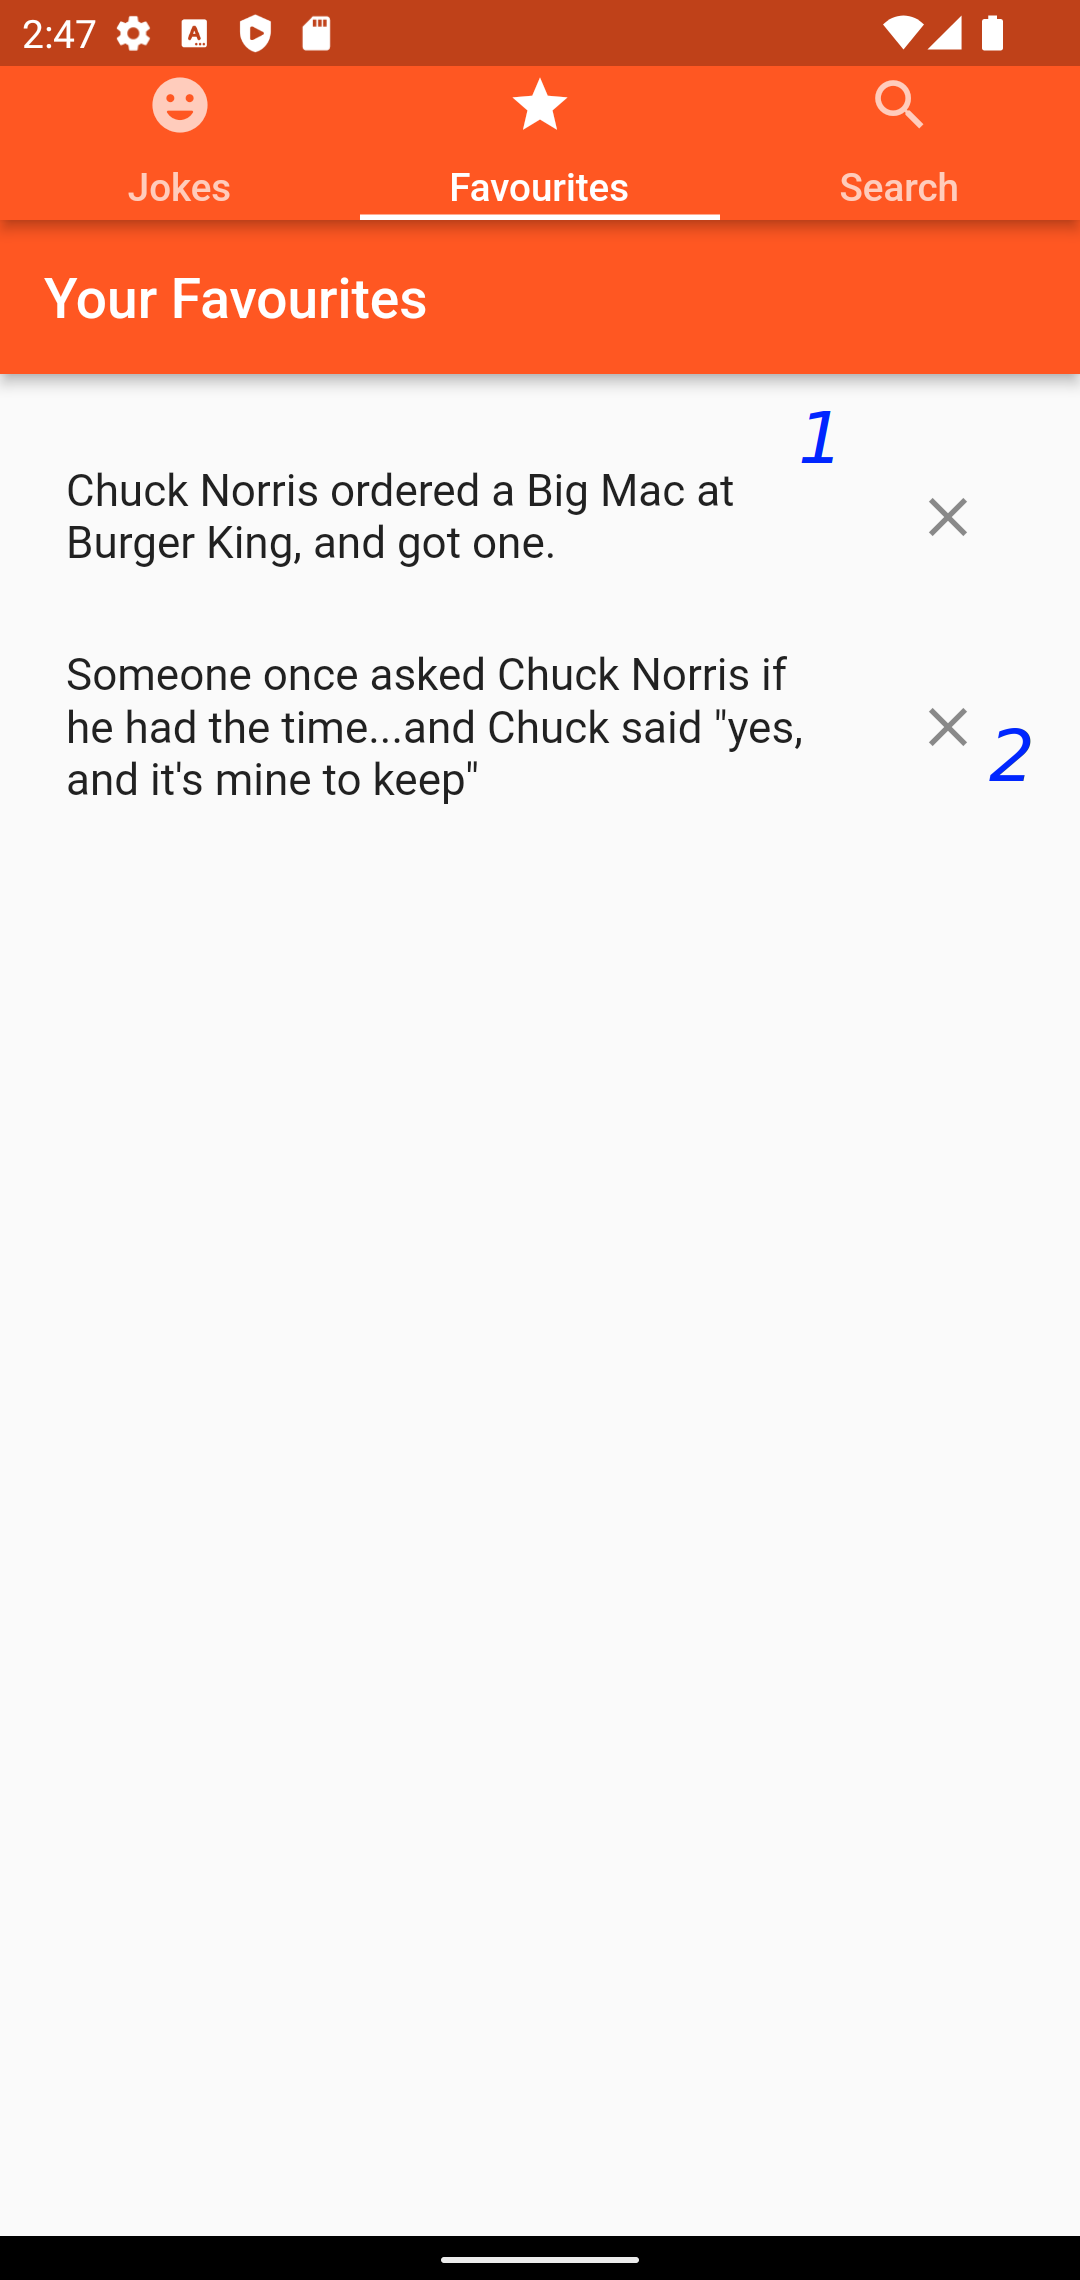 2:47
Jokes
Favourites
Search
Your Favourites
1
Chuck Norris ordered a Big Mac at
Burger King, and got one.
Someone once asked Chuck Norris if
he had the time...and Chuck said "yes,
and it's mine to keep"
2